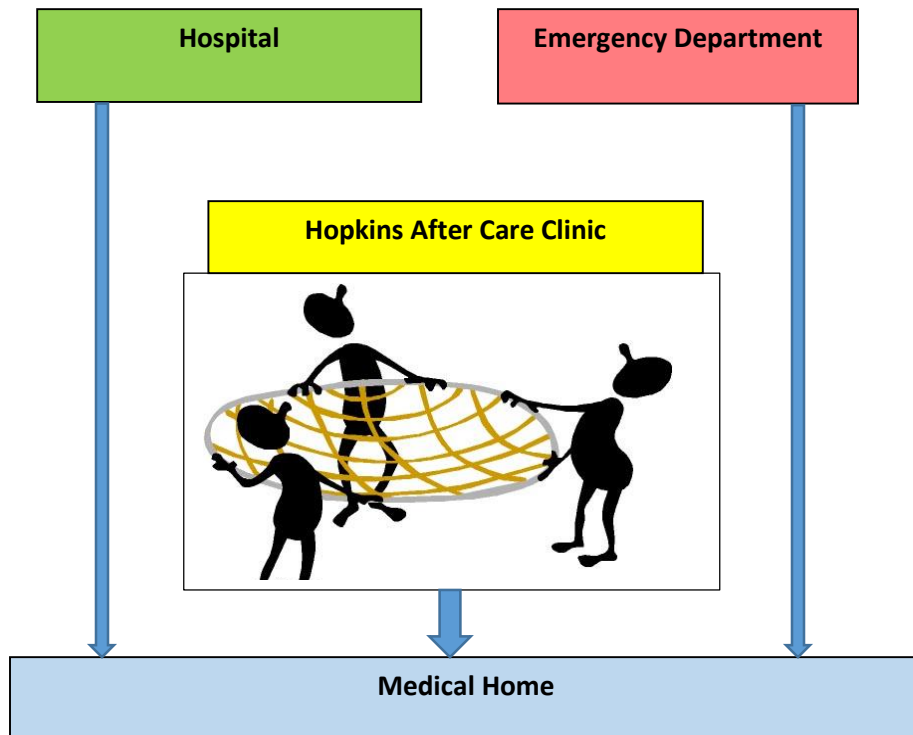 Hospital
Emergency Department
Hopkins After Care Clinic
Medical Home